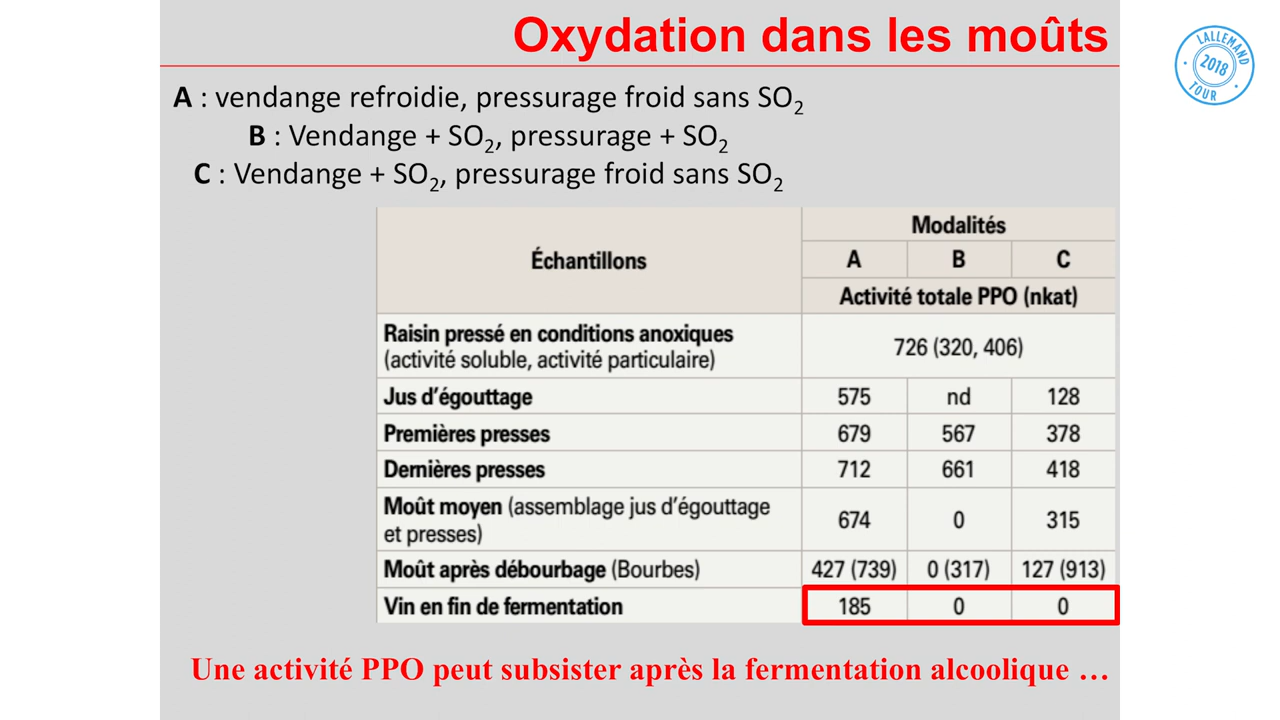 Oxydation dans les moûts
LALLEMAND
2018
TOUR
A : vendange refroidie, pressurage froid sans SO2
B : Vendange + SO2, pressurage + SO2
C : Vendange + SO2, pressurage froid sans SO2
Échantillons
Modalités
A B C
Activité totale PPO (nkat)
Raisin pressé en conditions anoxiques
(activité soluble, activité particulaire)
726 (320, 406)
Jus d'égouttage 575 nd 128
Premières presses 679 567 378
Dernières presses 712 661 418
Moût moyen (assemblage jus d'égouttage
et presses)
674 0 315
Moût après débourbage (Bourbes) 427 (739) 0 (317) 127 (913)
Vin en fin de fermentation 185 0 0
Une activité PPO peut subsister après la fermentation alcoolique …